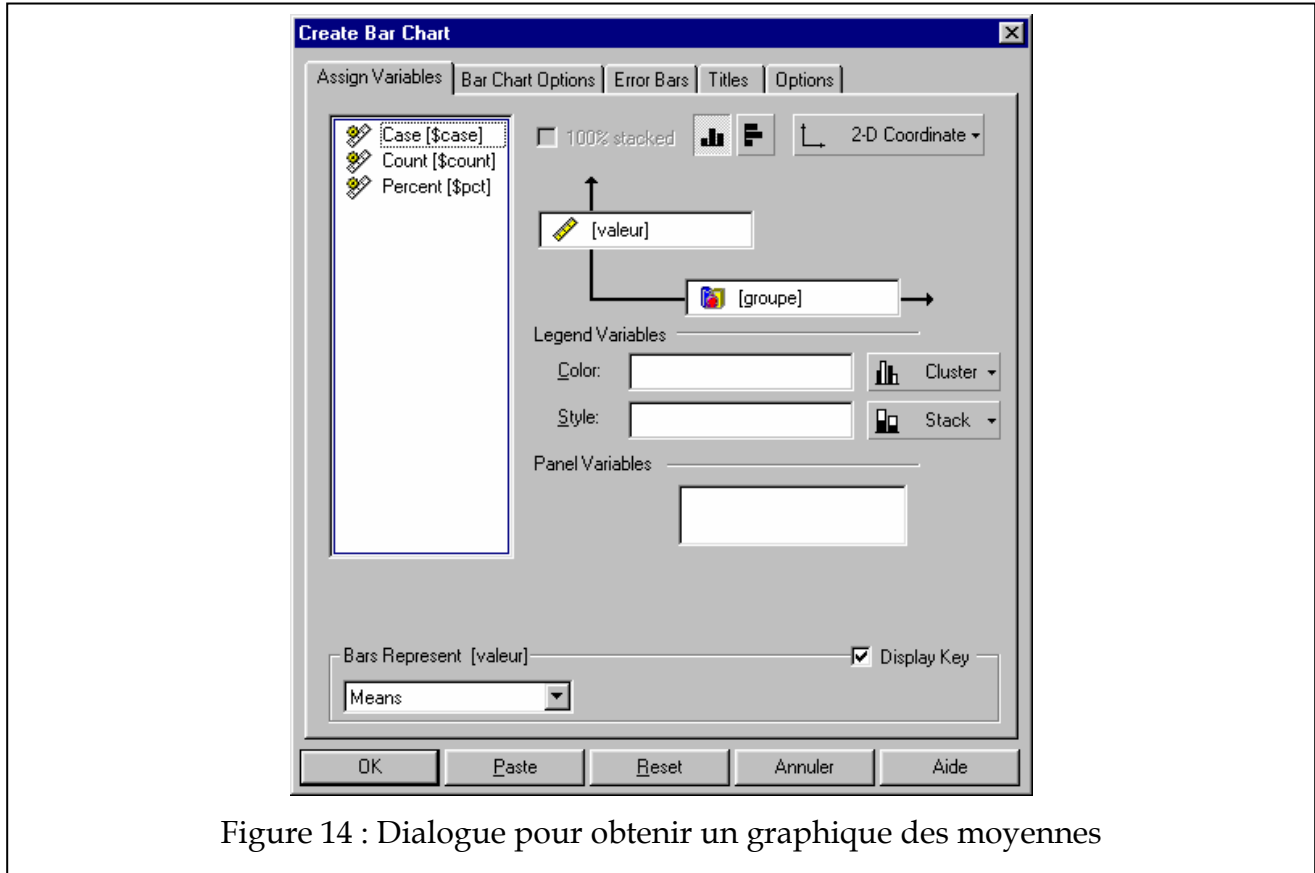 Create Bar Chart
Assign Variables Bar Chart Options Error Bars Titles Options
Case [$case]
Count [$count]
Percent [$pct]
100% stacked
2-D Coordinate
[valeur]
[groupe]
Legend Variables
Color:
Cluster
Style:
Stack
Panel Variables
Bars Represent [valeur]
Display Key
Means
OK Paste Reset Annuler Aide
Figure 14 : Dialogue pour obtenir un graphique des moyennes